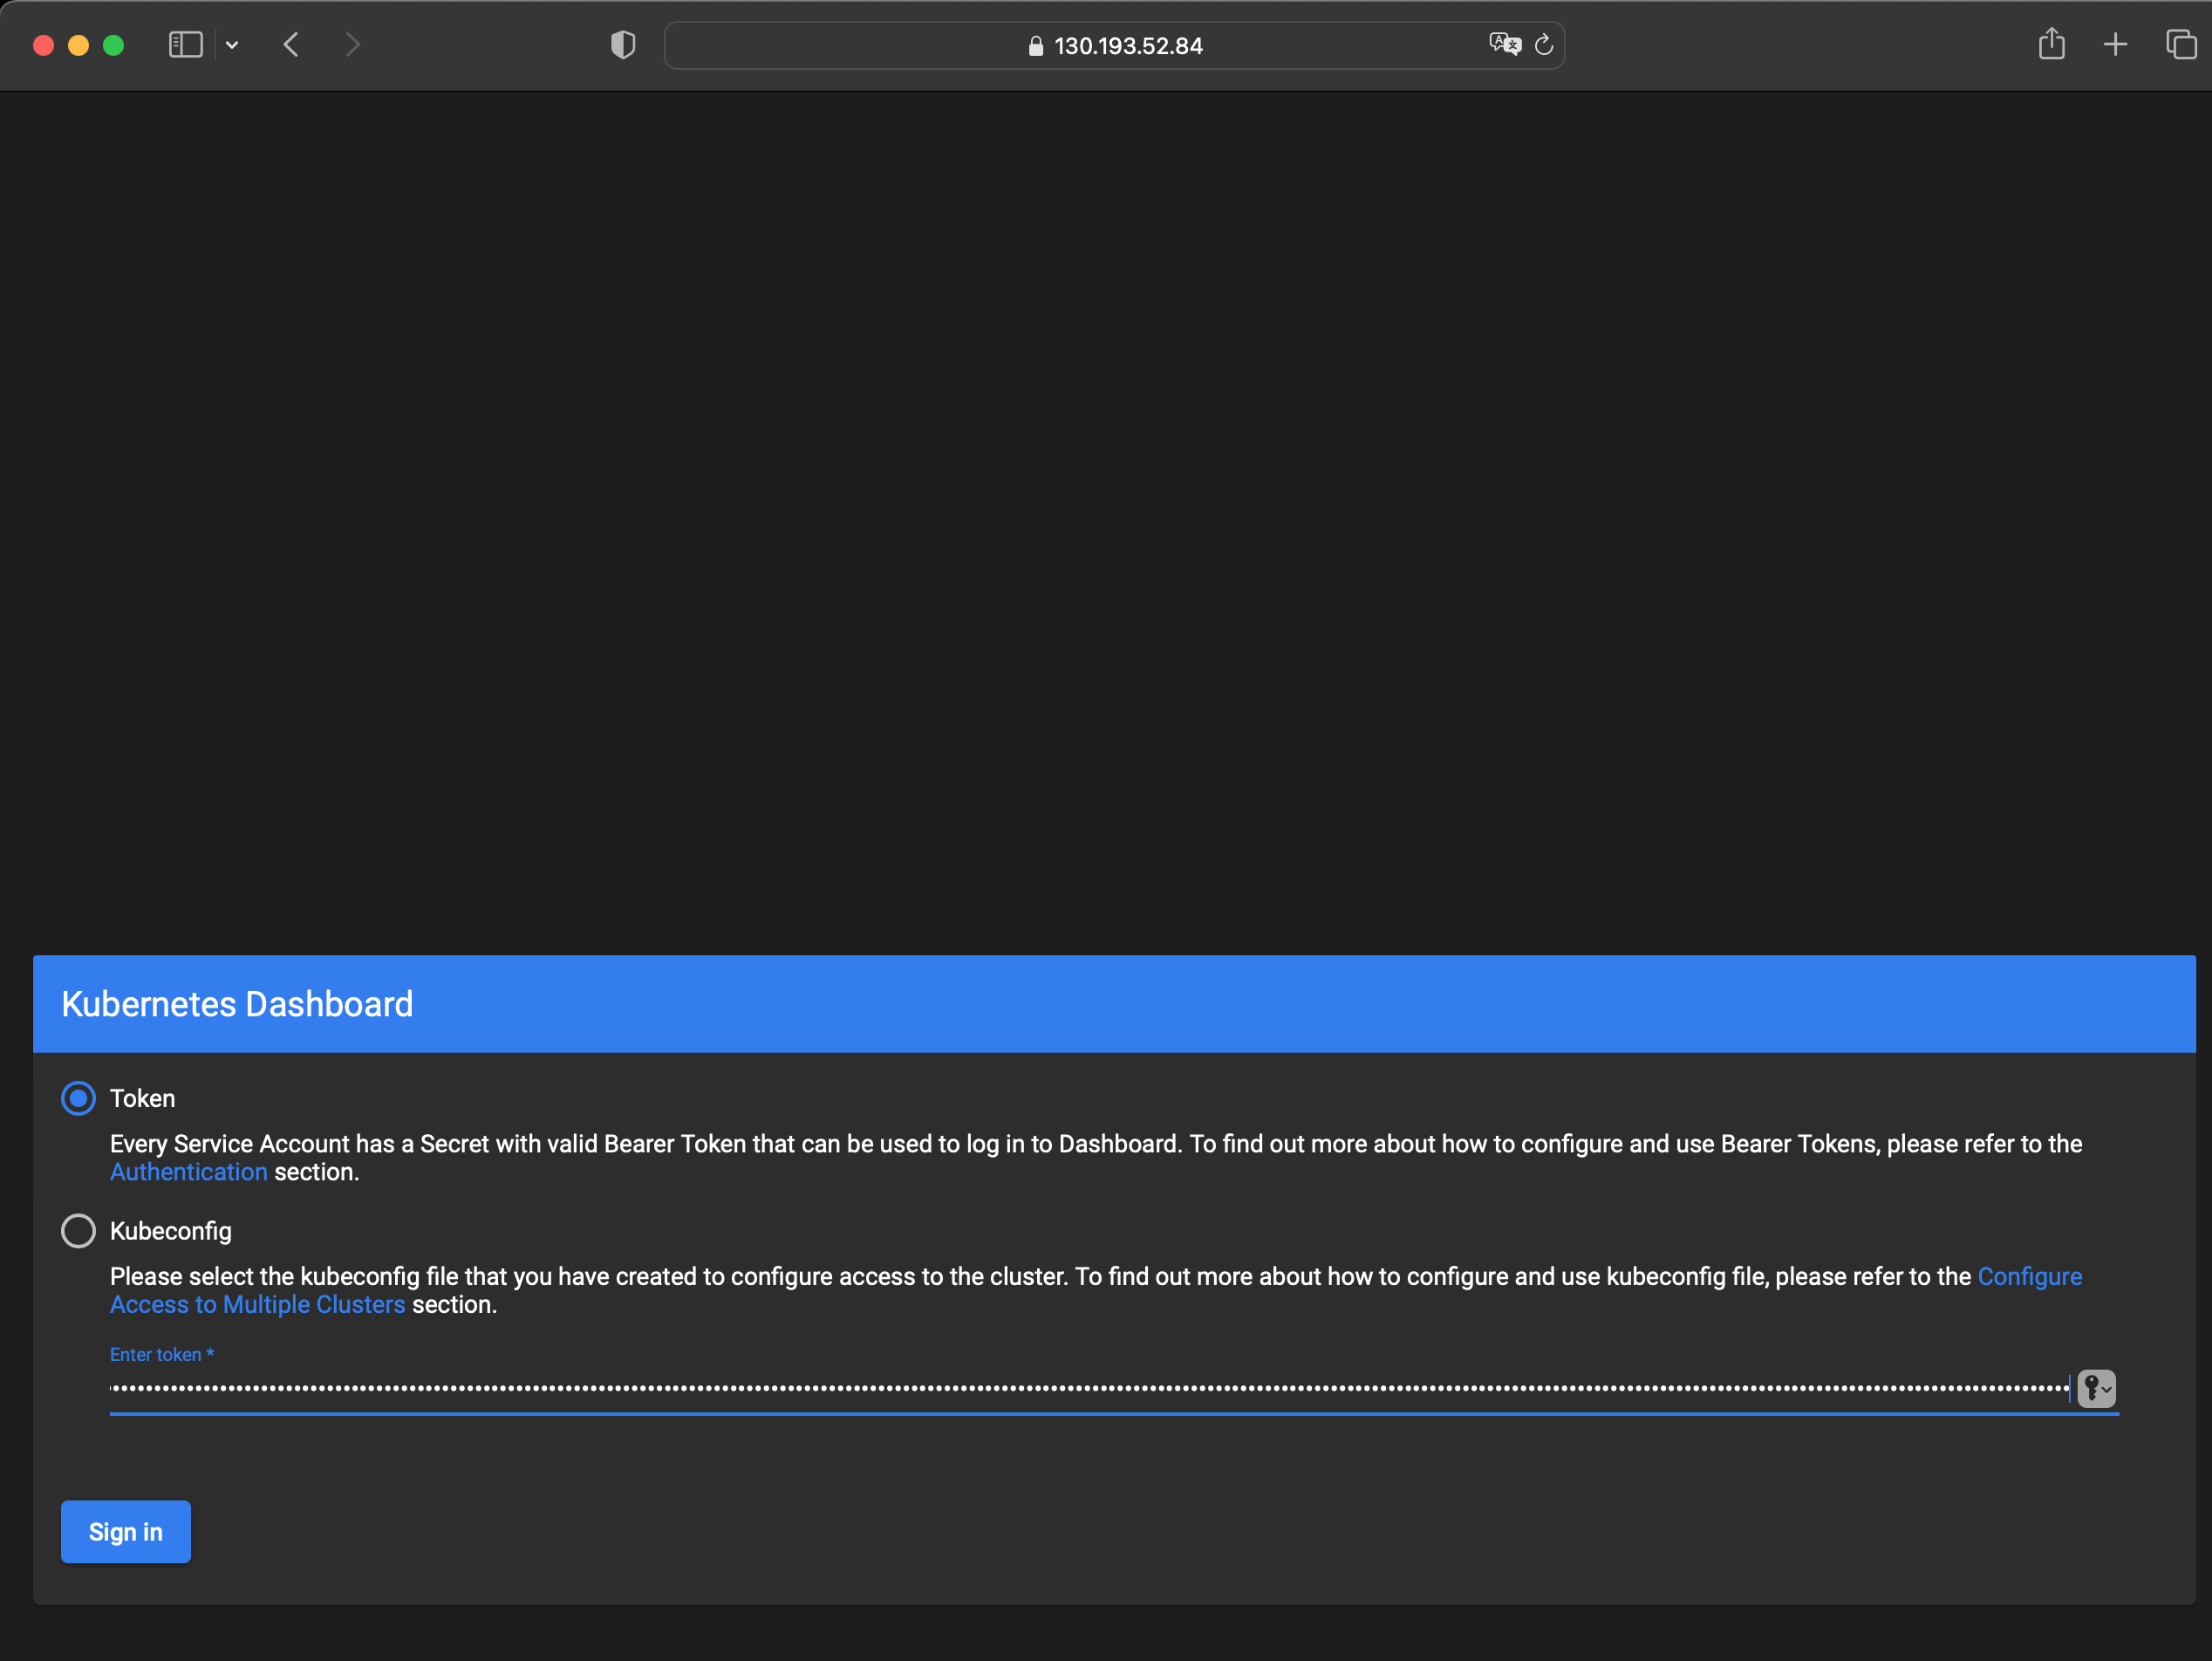 130.193.52.84
Kubernetes Dashboard
Token
Every Service Account has a Secret with valid Bearer Token that can be used to log in to Dashboard. To find out more about how to configure and use Bearer Tokens, please refer to the
Authentication section.
Kubeconfig
Please select the kubeconfig file that you have created to configure access to the cluster. To find out more about how to configure and use kubeconfig file, please refer to the Configure
Access to Multiple Clusters section.
Enter token *
Sign in